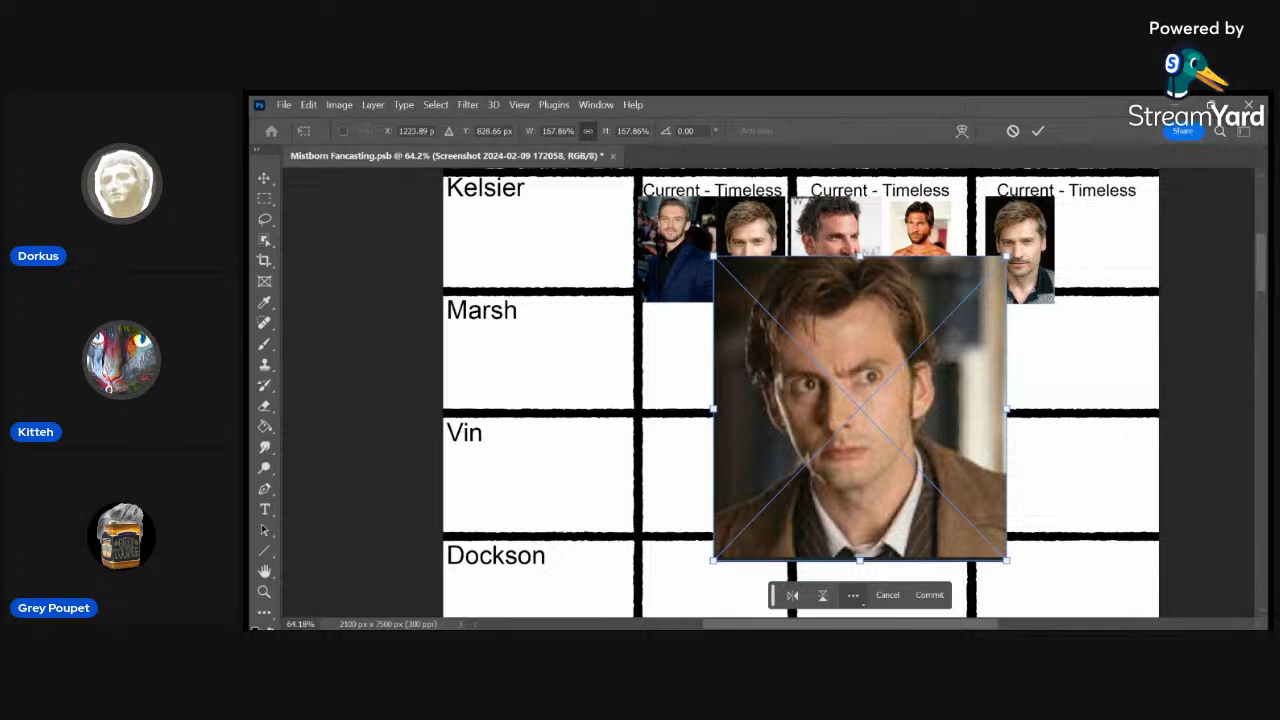 Powered by
StreamYard
Ps File Edit Image Layer Type Select Filter 3D View Plugins Window Help
X: 1223.89 p Y: 828.66 px W: 167.86% H: 167.86% 0.00 °
Share
Mistborn Fancasting.psb @ 64.2% (Screenshot 2024-02-09 172058, RGB/8) *
Kelsier
Current - Timeless
Current - Timeless
Current - Timeless
Marsh
Vin
Dockson
Cancel Commit
64.18% 2100 px x 7500 px (300 ppi)
Dorkus
Kitteh
Grey Poupet